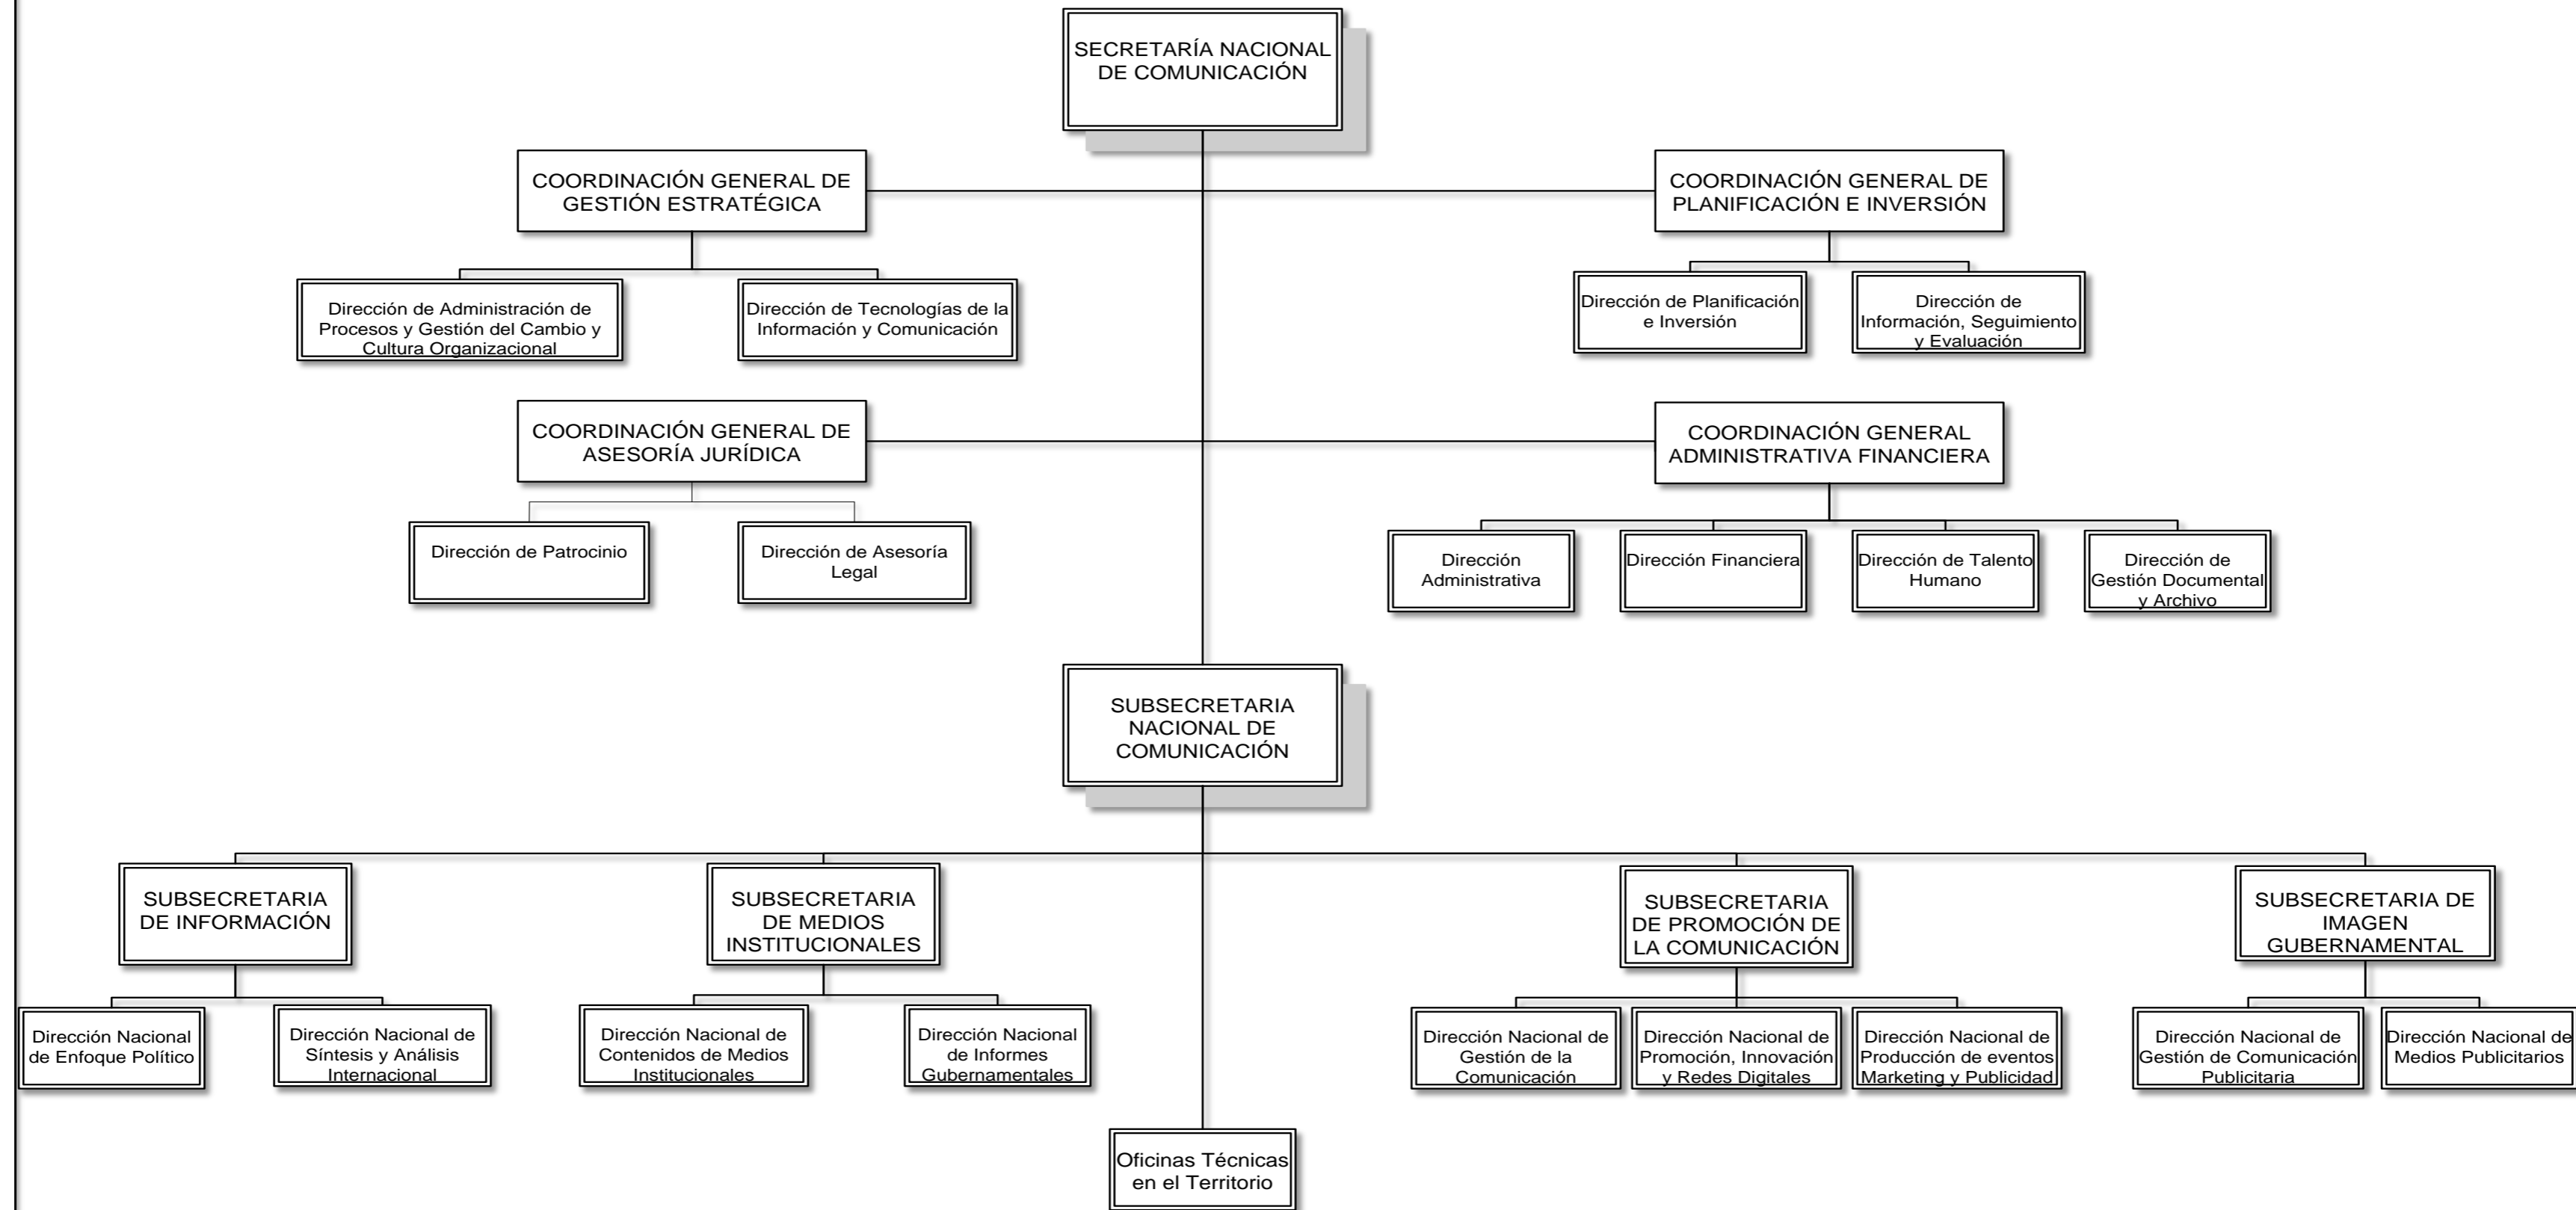 SECRETARÍA NACIONAL
DE COMUNICACIÓN
COORDINACIÓN GENERAL DE
GESTIÓN ESTRATÉGICA
COORDINACIÓN GENERAL DE
PLANIFICACIÓN E INVERSIÓN
Dirección de Administración de
Procesos y Gestión del Cambio y
Cultura Organizacional
Dirección de Tecnologías de la
Información y Comunicación
Dirección de Planificación
e Inversión
Dirección de
Información, Seguimiento
y Evaluación
COORDINACIÓN GENERAL DE
ASESORÍA JURÍDICA
COORDINACIÓN GENERAL
ADMINISTRATIVA FINANCIERA
Dirección de Patrocinio
Dirección de Asesoría
Legal
Dirección
Administrativa
Dirección Financiera
Dirección de Talento
Humano
Dirección de
Gestión Documental
y Archivo
SUBSECRETARIA
NACIONAL DE
COMUNICACIÓN
SUBSECRETARIA
DE INFORMACIÓN
SUBSECRETARIA
DE MEDIOS
INSTITUCIONALES
SUBSECRETARIA
DE PROMOCIÓN DE
LA COMUNICACIÓN
SUBSECRETARIA DE
IMAGEN
GUBERNAMENTAL
Dirección Nacional
de Enfoque Político
Dirección Nacional de
Síntesis y Análisis
Internacional
Dirección Nacional de
Contenidos de Medios
Institucionales
Dirección Nacional
de Informes
Gubernamentales
Dirección Nacional de
Gestión de la
Comunicación
Dirección Nacional de
Promoción, Innovación
y Redes Digitales
Dirección Nacional de
Producción de eventos
Marketing y Publicidad
Dirección Nacional de
Gestión de Comunicación
Publicitaria
Dirección Nacional de
Medios Publicitarios
Oficinas Técnicas
en el Territorio